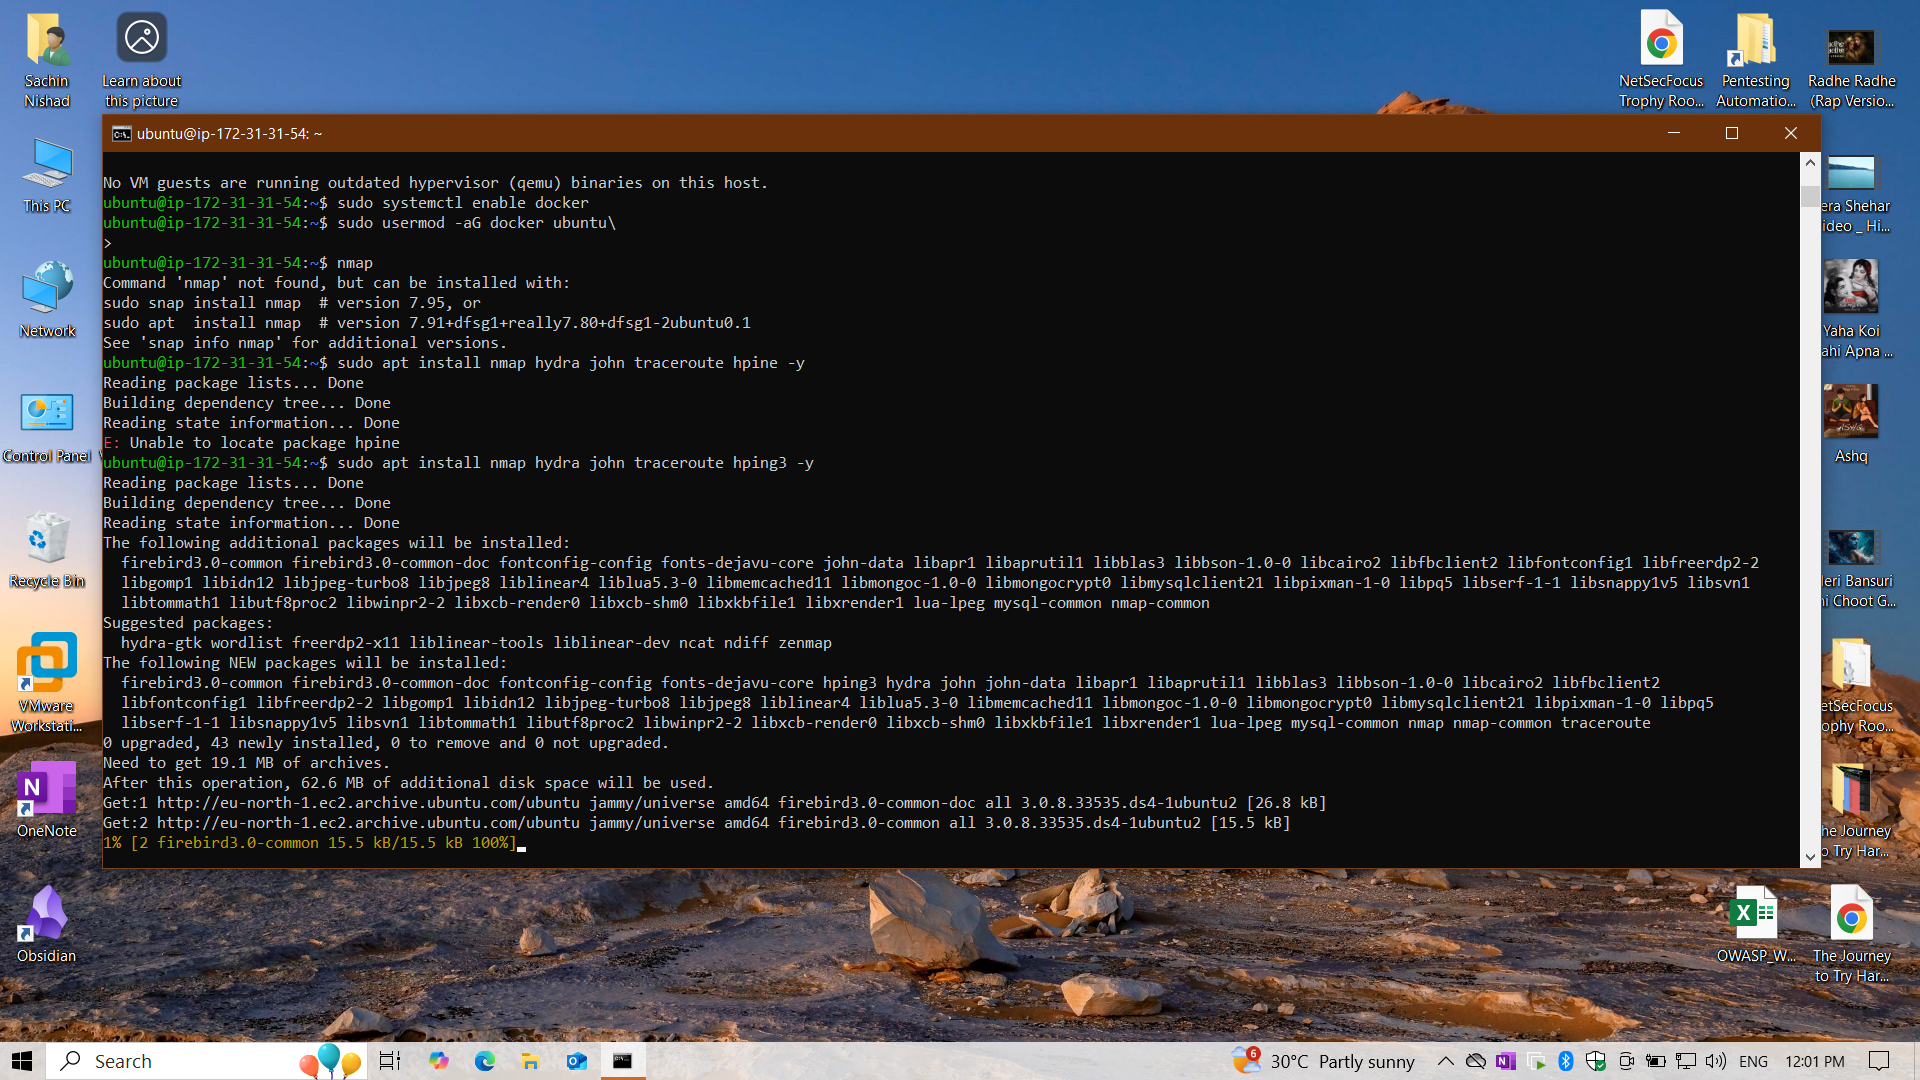 Sachin
Nishad
Learn about
this picture
NetSecFocus
Trophy Roo...
Pentesting
Automatio...
Radhe Radhe
(Rap Versio...
ubuntu@ip-172-31-31-54: ~
No VM guests are running outdated hypervisor (qemu) binaries on this host.
ubuntu@ip-172-31-31-54:~$ sudo systemctl enable docker
ubuntu@ip-172-31-31-54:~$ sudo usermod -aG docker ubuntu\
>
ubuntu@ip-172-31-31-54:~$ nmap
Command 'nmap' not found, but can be installed with:
sudo snap install nmap  # version 7.95, or
sudo apt  install nmap  # version 7.91+dfsg1+really7.80+dfsg1-2ubuntu0.1
See 'snap info nmap' for additional versions.
ubuntu@ip-172-31-31-54:~$ sudo apt install nmap hydra john traceroute hpine -y
Reading package lists... Done
Building dependency tree... Done
Reading state information... Done
E: Unable to locate package hpine
ubuntu@ip-172-31-31-54:~$ sudo apt install nmap hydra john traceroute hping3 -y
Reading package lists... Done
Building dependency tree... Done
Reading state information... Done
The following additional packages will be installed:
  firebird3.0-common firebird3.0-common-doc fontconfig-config fonts-dejavu-core john-data libapr1 libaprutil1 libblas3 libbson-1.0-0 libcairo2 libfbclient2 libfontconfig1 libfreerdp2-2
  libgomp1 libidn12 libjpeg-turbo8 libjpeg8 liblinear4 liblua5.3-0 libmemcached11 libmongoc-1.0-0 libmongocrypt0 libmysqlclient21 libpixman-1-0 libpq5 libserf-1-1 libsnappy1v5 libsvn1
  libtommath1 libutf8proc2 libwinpr2-2 libxcb-render0 libxcb-shm0 libxkbfile1 libxrender1 lua-lpeg mysql-common nmap-common
Suggested packages:
  hydra-gtk wordlist freerdp2-x11 liblinear-tools liblinear-dev ncat ndiff zenmap
The following NEW packages will be installed:
  firebird3.0-common firebird3.0-common-doc fontconfig-config fonts-dejavu-core hping3 hydra john john-data libapr1 libaprutil1 libblas3 libbson-1.0-0 libcairo2 libfbclient2
  libfontconfig1 libfreerdp2-2 libgomp1 libidn12 libjpeg-turbo8 libjpeg8 liblinear4 liblua5.3-0 libmemcached11 libmongoc-1.0-0 libmongocrypt0 libmysqlclient21 libpixman-1-0 libpq5
  libserf-1-1 libsnappy1v5 libsvn1 libtommath1 libutf8proc2 libwinpr2-2 libxcb-render0 libxcb-shm0 libxkbfile1 libxrender1 lua-lpeg mysql-common nmap nmap-common traceroute
0 upgraded, 43 newly installed, 0 to remove and 0 not upgraded.
Need to get 19.1 MB of archives.
After this operation, 62.6 MB of additional disk space will be used.
Get:1 http://eu-north-1.ec2.archive.ubuntu.com/ubuntu jammy/universe amd64 firebird3.0-common-doc all 3.0.8.33535.ds4-1ubuntu2 [26.8 kB]
Get:2 http://eu-north-1.ec2.archive.ubuntu.com/ubuntu jammy/universe amd64 firebird3.0-common all 3.0.8.33535.ds4-1ubuntu2 [15.5 kB]
1% [2 firebird3.0-common 15.5 kB/15.5 kB 100%]
This PC
Network
Control Panel
Recycle Bin
VMware
Workstati...
OneNote
Obsidian
era Shehar
ideo _ Hi...
Yaha Koi
ahi Apna ...
Ashq
leri Bansuri
ni Choot G...
etSecFocus
ophy Roo...
he Journey
o Try Har...
OWASP_W...
The Journey
to Try Har...
Search
6
30°C Partly sunny
ENG
12:01 PM